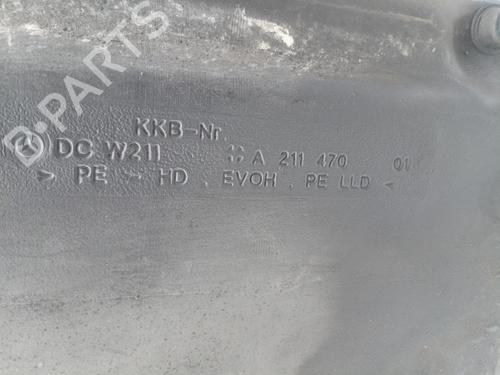 KKB-Nr.
DC W211 A 211 470 01
> PE - HD . EVOH . PE LLD <
B-PARTS